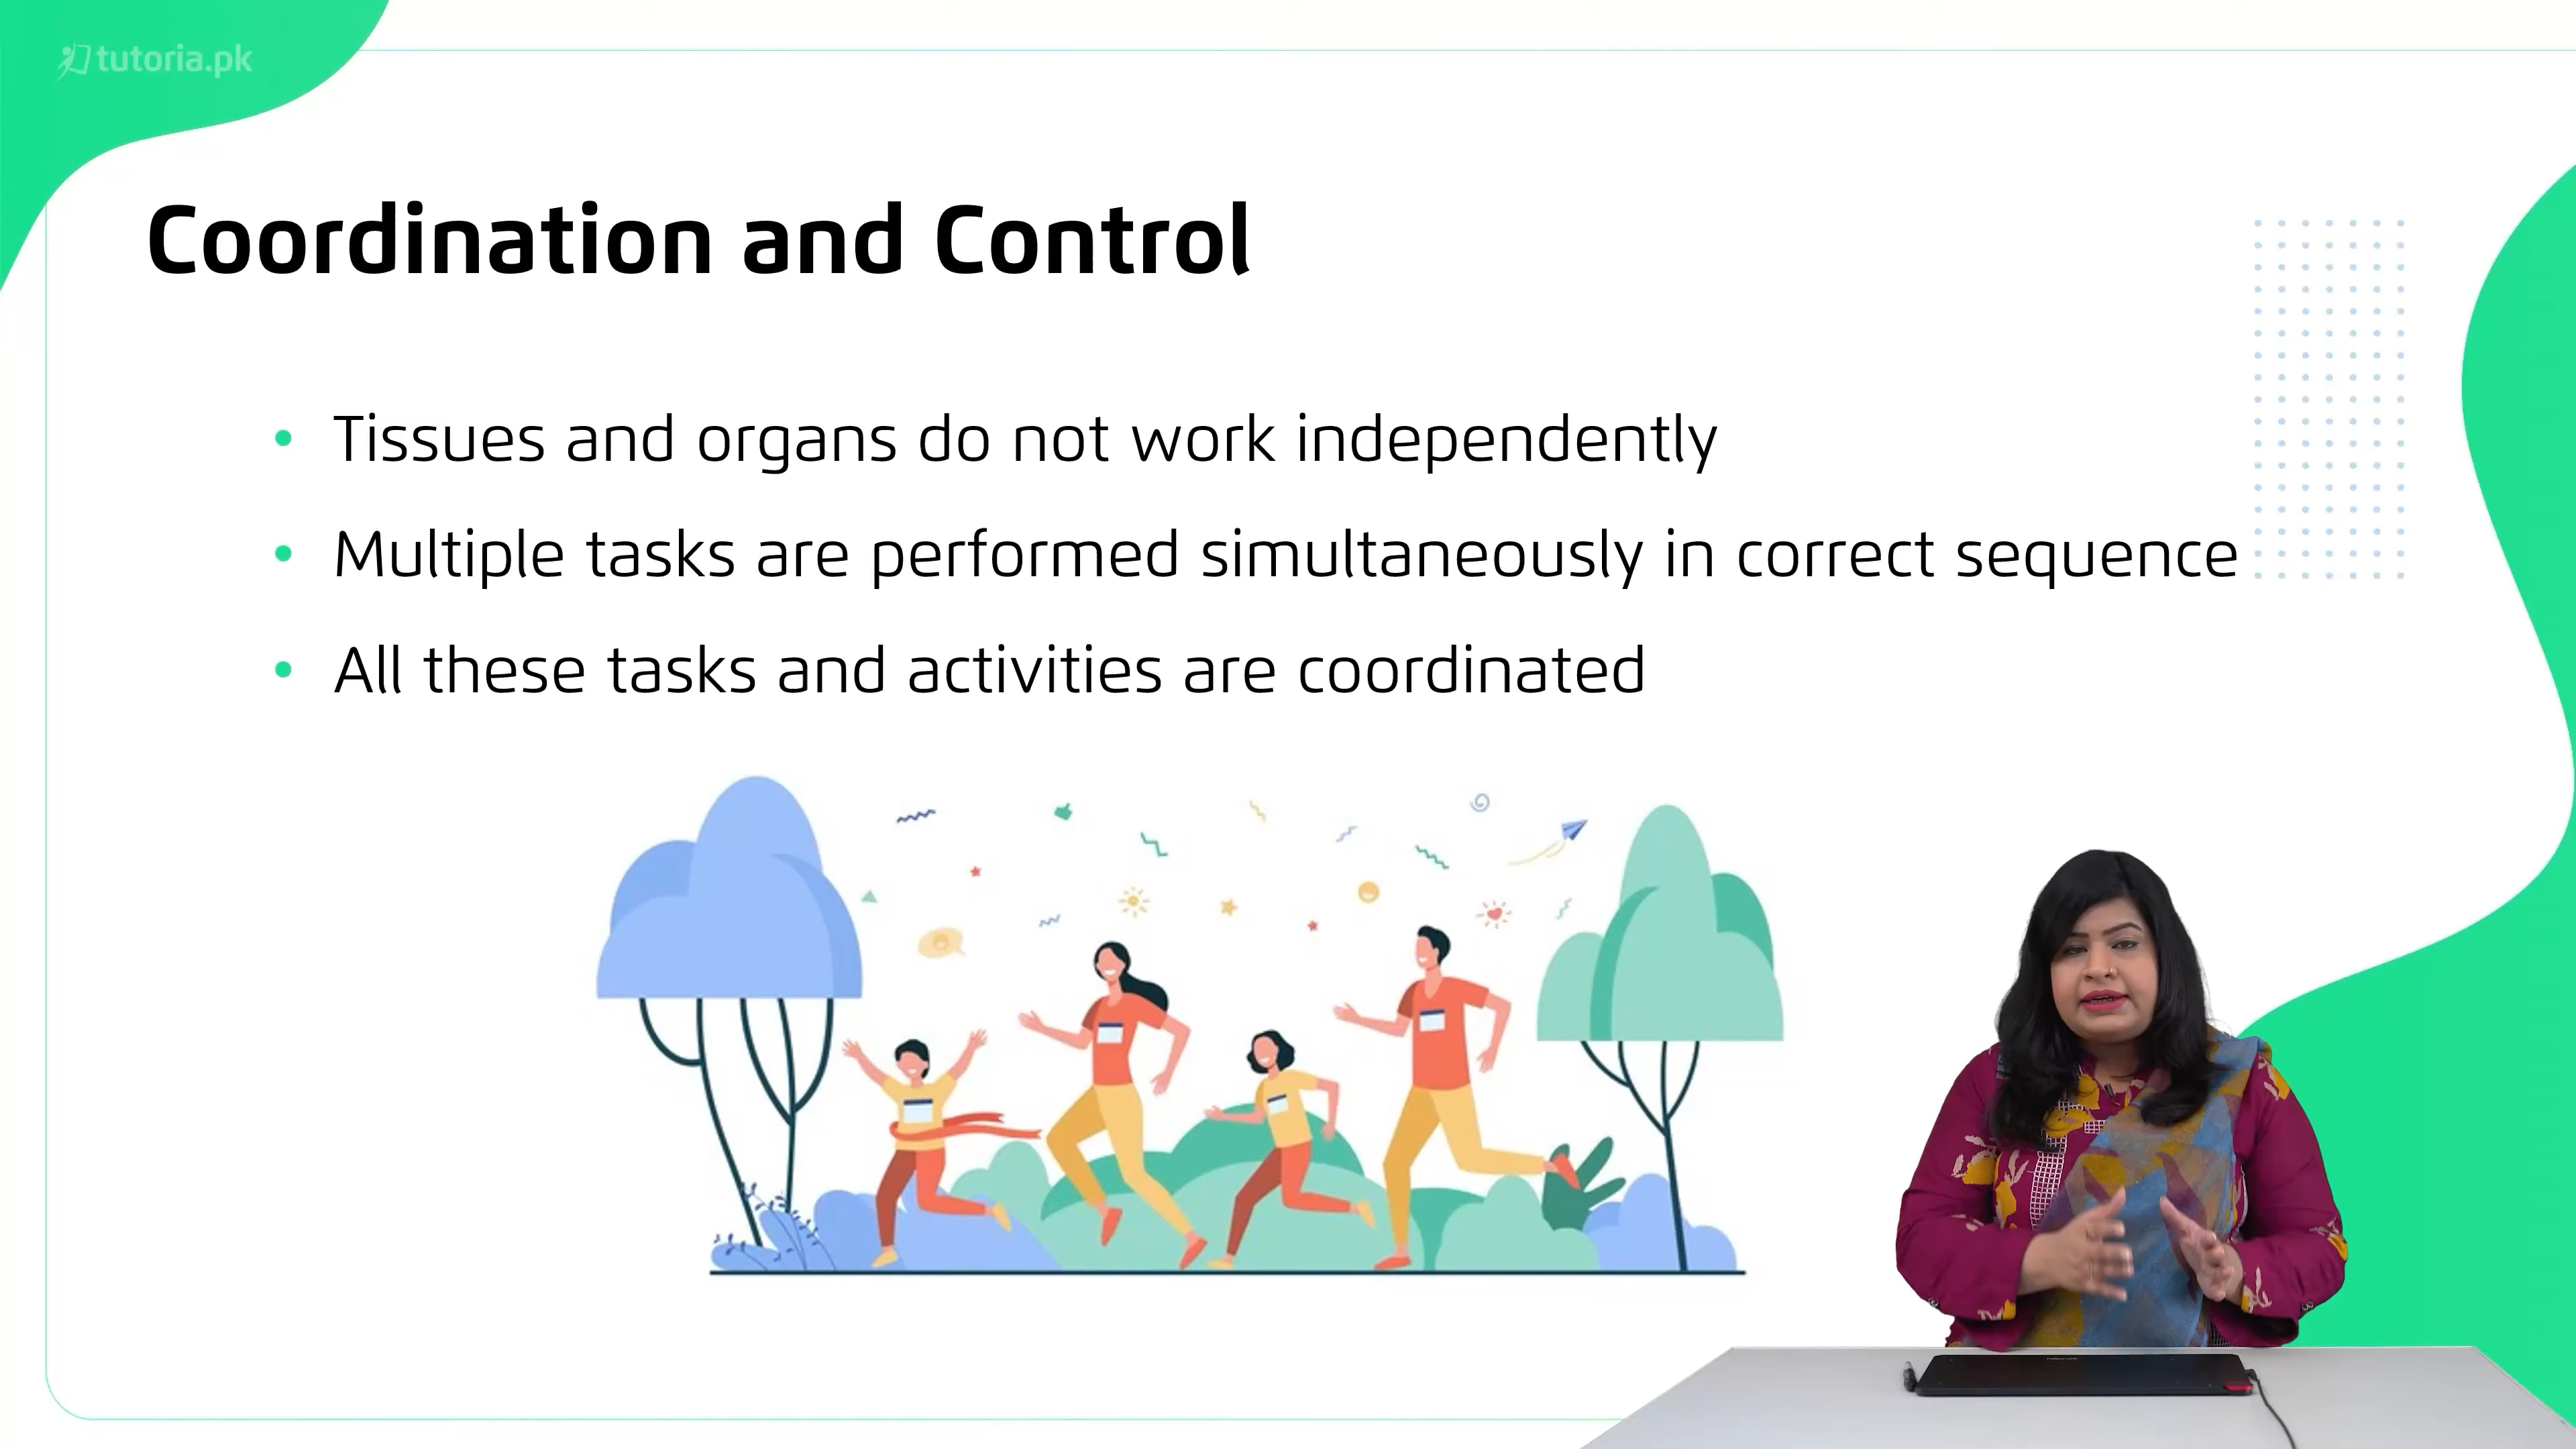 tutoria.pk
Coordination and Control
• Tissues and organs do not work independently
• Multiple tasks are performed simultaneously in correct sequence
• All these tasks and activities are coordinated